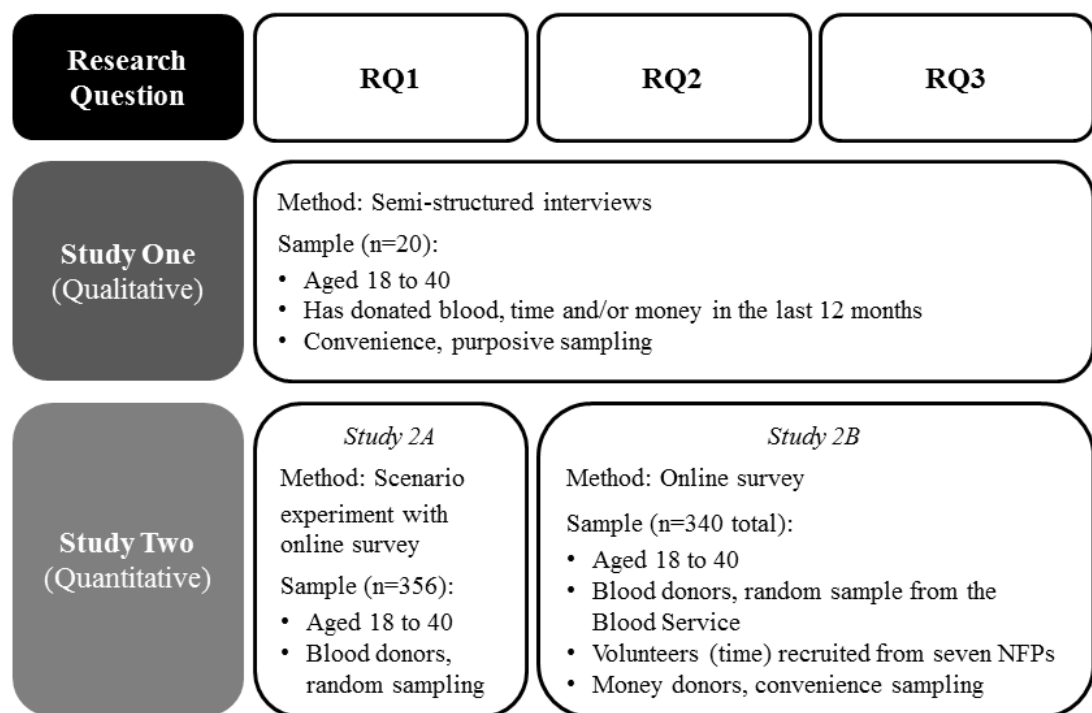 Research
Question
RQ1
RQ2
RQ3
Study One
(Qualitative)
Method: Semi-structured interviews
Sample (n=20):
• Aged 18 to 40
• Has donated blood, time and/or money in the last 12 months
• Convenience, purposive sampling
Study Two
(Quantitative)
Study 2A
Method: Scenario
experiment with
online survey
Sample (n=356):
• Aged 18 to 40
• Blood donors,
random sampling
Study 2B
Method: Online survey
Sample (n=340 total):
• Aged 18 to 40
• Blood donors, random sample from the
Blood Service
• Volunteers (time) recruited from seven NFPs
• Money donors, convenience sampling